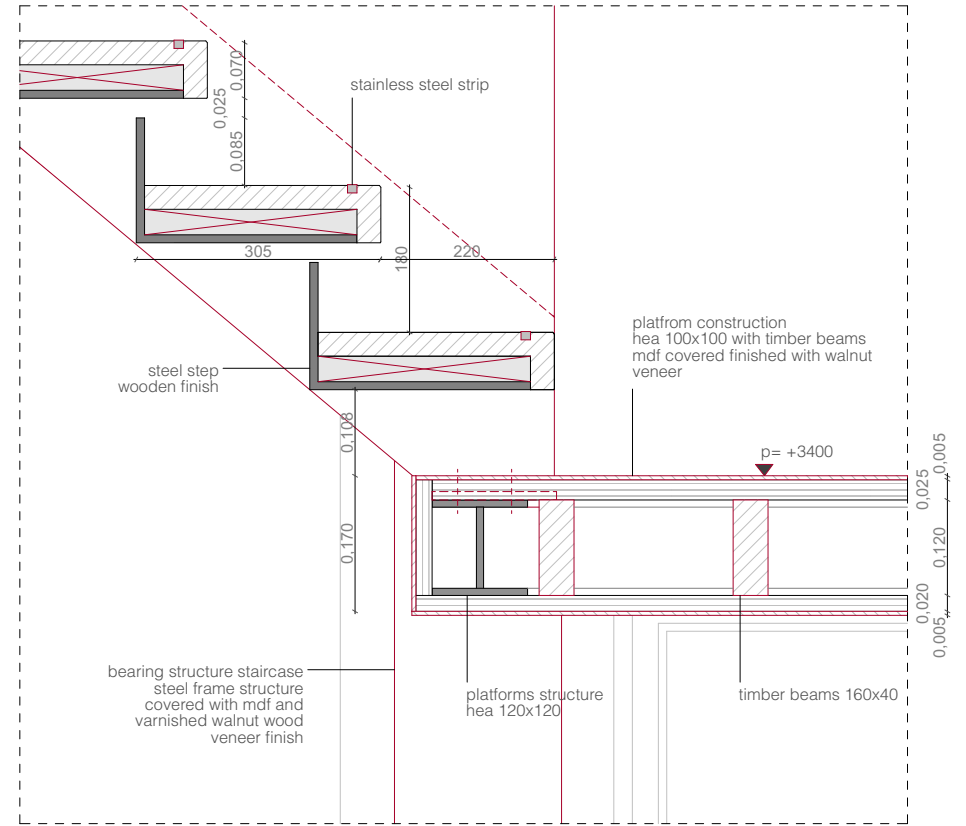 0,070
0,025
0,085
stainless steel strip
305
180
220
platfrom construction
hea 100x100 with timber beams
mdf covered finished with walnut
veneer
steel step
wooden finish
0,108
p= +3400
0,005
0,025
0,170
0,120
0,020
0,005
bearing structure staircase
steel frame structure
covered with mdf and
varnished walnut wood
veneer finish
platforms structure
hea 120x120
timber beams 160x40